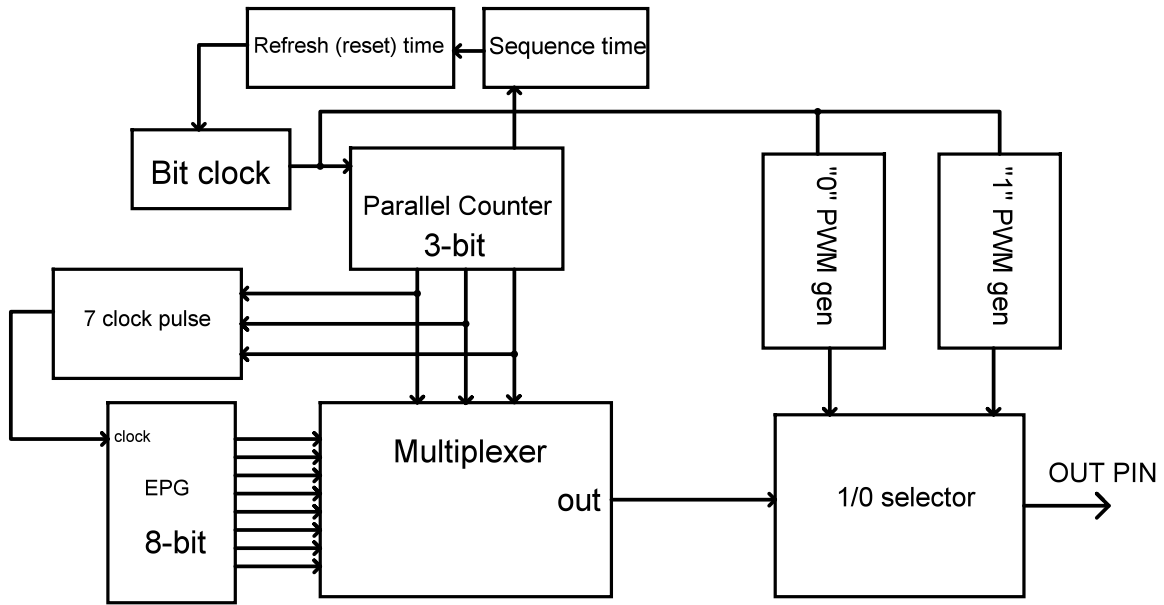 Refresh (reset) time
Sequence time
Bit clock
Parallel Counter
3-bit
"0" PWM gen
"1" PWM gen
7 clock pulse
clock
EPG
8-bit
Multiplexer
out
1/0 selector
OUT PIN